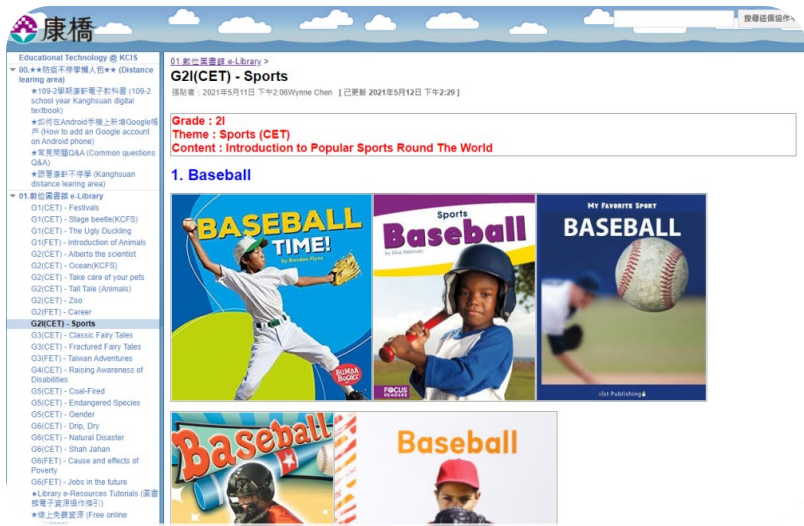 康橋
搜尋這個協作
Educational Technology @ KCIS
00.★★防疫不停學懶人包★★ (Distance
learing area)
★109-2學期康軒電子教科書 (109-2
school year Kanghsuan digital
textbook)
★如何在Android手機上新增Google帳
戶 (How to add an Google account
on Android phone)
★常見問題Q&A (Common questions
Q&A)
康軒不停學 (Kanghsuan
distance learing area)
01.數位圖書館 e-Library
G1(CET) - Festivals
G1(CET) - Stage beetle(KCFS)
G1(CET) - The Ugly Duckling
G1(FET) - Introduction of Animals
G2(CET) - Alberto the scientist
G2(CET) - Ocean(KCFS)
G2(CET) - Take care of your pets
G2(CET) - Tall Tale (Animals)
G2(CET) - Zoo
G2(FET) - Career
G2I(CET) - Sports
G3(CET) - Classic Fairy Tales
G3(CET) - Fractured Fairy Tales
G3(FET) - Taiwan Adventures
G4(CET) - Raising Awareness of
Disabilities
G5(CET) - Coal-Fired
G5(CET) - Endangered Species
G5(CET) - Gender
G6(CET) - Drip, Dry
G6(CET) - Natural Disaster
G6(CET) - Shah Jahan
G6(FET) - Cause and effects of
Poverty
G6(FET) - Jobs in the future
★Library e-Resources Tutorials (圖書
館電子資源操作指引)
★線上免費資源 (Free online
01.數位圖書館 e-Library >
G2I(CET) - Sports
張貼者：2021年5月11日 下午2:06Wynne Chen [ 已更新 2021年5月12日 下午2:29 ]
Grade : 2I
Theme : Sports (CET)
Content : Introduction to Popular Sports Round The World
1. Baseball
BASEBALL
TIME!
by Brendan Flynn
BUMBA
BOOKS
Sports
Baseball
FOCUS
READERS
MY FAVORITE SPORT
BASEBALL
Publishing
Baseball
Baseball